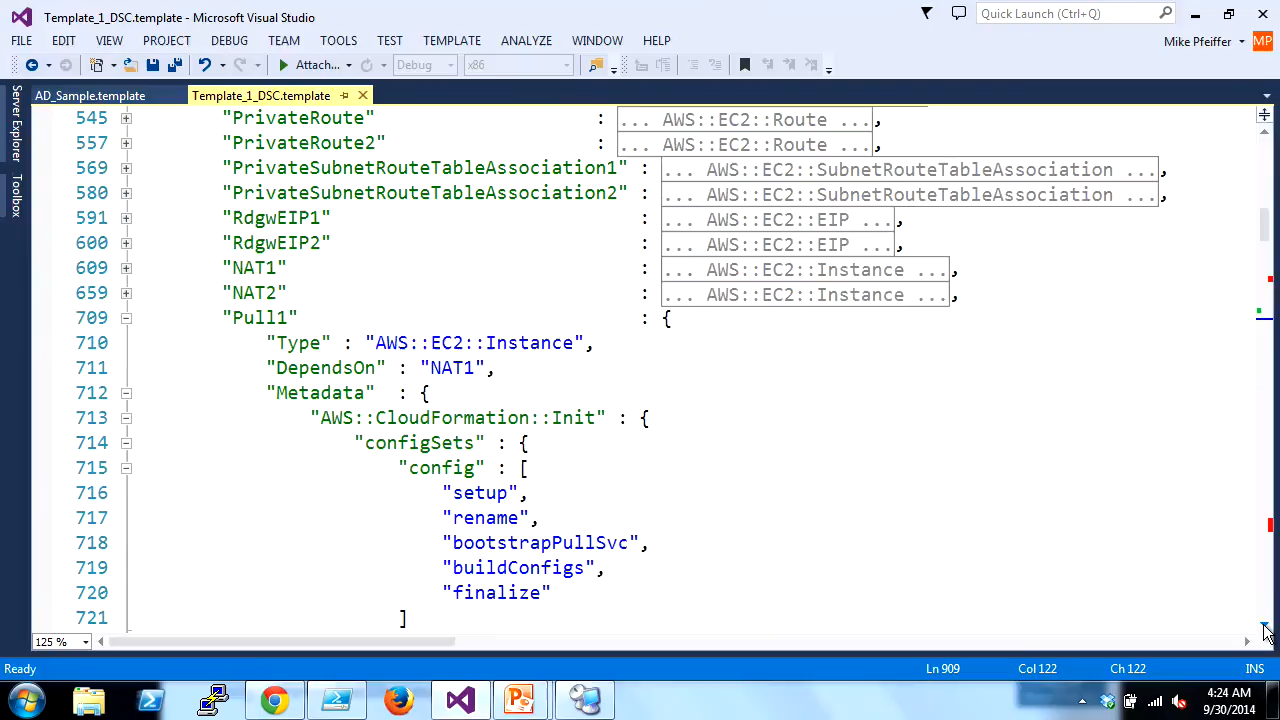 Template_1_DSC.template - Microsoft Visual Studio
Quick Launch (Ctrl+Q)
FILE EDIT VIEW PROJECT DEBUG TEAM TOOLS TEST TEMPLATE ANALYZE WINDOW HELP
Mike Pfeiffer MP
Attach... Debug x86
Server Explorer
Toolbox
AD_Sample.template Template_1_DSC.template
545 "PrivateRoute" : ... AWS::EC2::Route ...,
557 "PrivateRoute2" : ... AWS::EC2::Route ...,
569 "PrivateSubnetRouteTableAssociation1" : ... AWS::EC2::SubnetRouteTableAssociation ...,
580 "PrivateSubnetRouteTableAssociation2" : ... AWS::EC2::SubnetRouteTableAssociation ...,
591 "RdgwEIP1" : ... AWS::EC2::EIP ...,
600 "RdgwEIP2" : ... AWS::EC2::EIP ...,
609 "NAT1" : ... AWS::EC2::Instance ...,
659 "NAT2" : ... AWS::EC2::Instance ...,
709 "Pull1" : {
710 "Type" : "AWS::EC2::Instance",
711 "DependsOn" : "NAT1",
712 "Metadata" : {
713 "AWS::CloudFormation::Init" : {
714 "configSets" : {
715 "config" : [
716 "setup",
717 "rename",
718 "bootstrapPullSvc",
719 "buildConfigs",
720 "finalize"
721 ]
125 %
Ready Ln 909 Col 122 Ch 122 INS
4:24 AM
9/30/2014